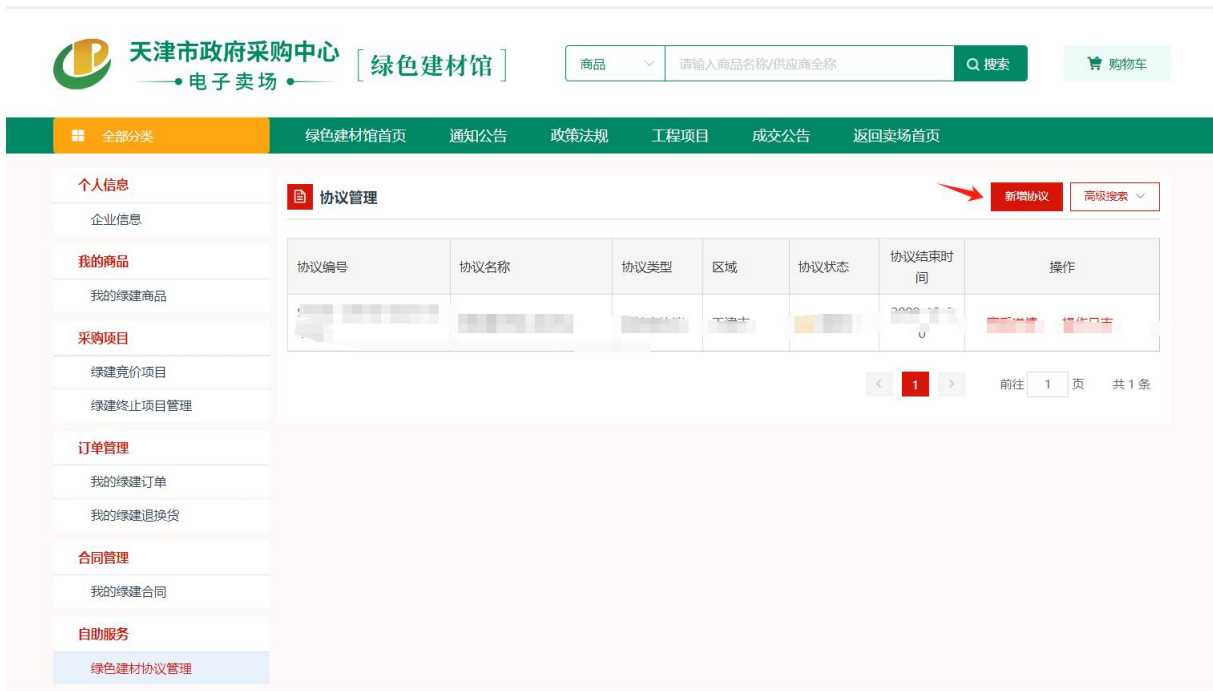 天津市政府采购中心
电子卖场
[绿色建材馆]
商品 请输入商品名称/供应商全称 搜索 购物车
全部分类 绿色建材馆首页 通知公告 政策法规 工程项目 成交公告 返回卖场首页
个人信息
企业信息
我的商品
我的绿建商品
采购项目
绿建竞价项目
绿建终止项目管理
订单管理
我的绿建订单
我的绿建退换货
合同管理
我的绿建合同
自助服务
绿色建材协议管理
协议管理 新增协议 高级搜索
协议编号 协议名称 协议类型 区域 协议状态 协议结束时
间 操作
天津市 操作日志
< 1 > 前往 1 页 共 1 条